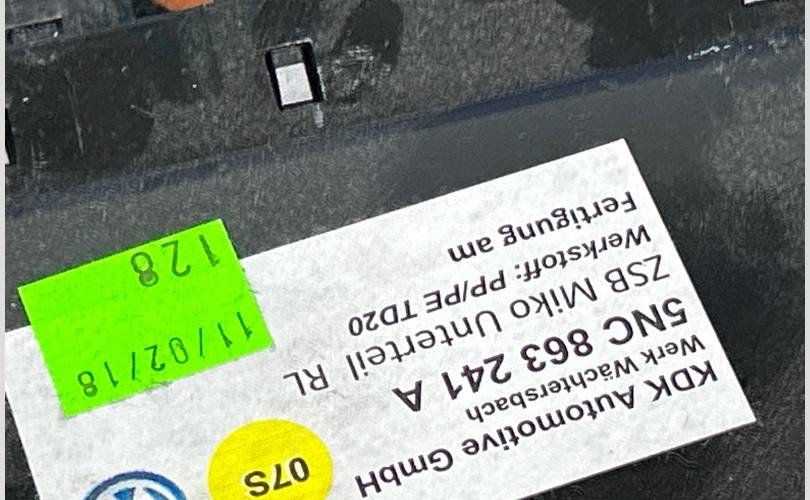 KDK Automotive GmbH
Werk Wächtersbach
5NC 863 241 A
ZSB Miko Unterteil RL
Werkstoff: PP/PE TD20
Fertigung am
07S
11/02/18
128